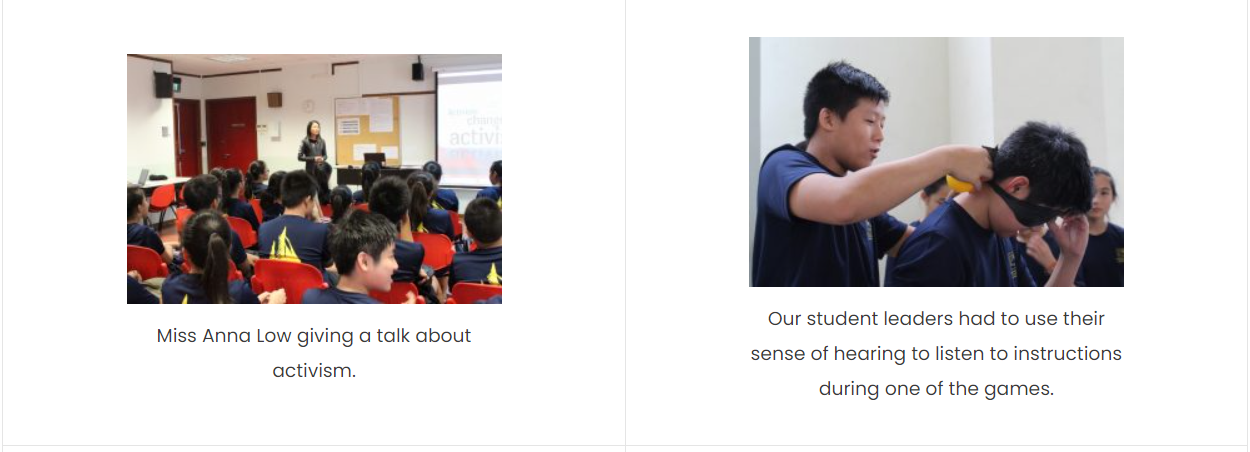 activi
Miss Anna Low giving a talk about
activism.
Our student leaders had to use their
sense of hearing to listen to instructions
during one of the games.